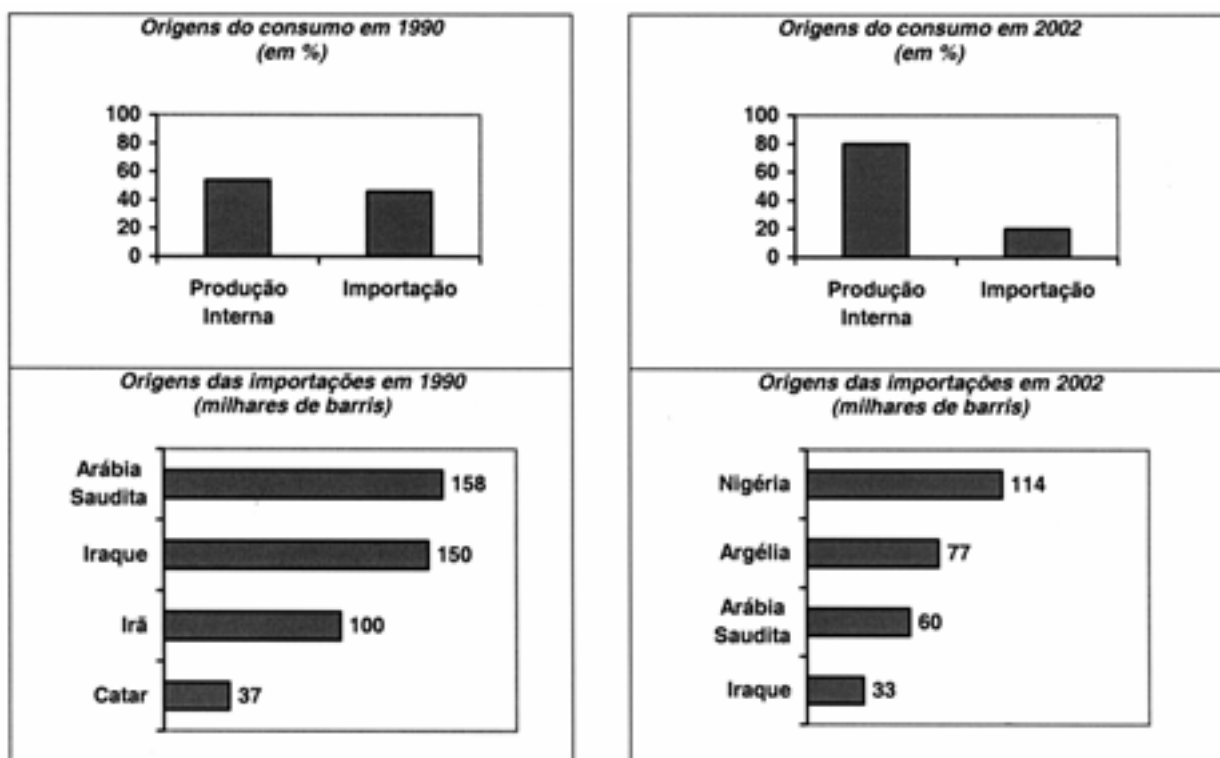 Origens do consumo em 1990
(em %)
100
80
60
40
20
0
Produção
Interna
Importação
Origens do consumo em 2002
(em %)
100
80
60
40
20
0
Produção
Interna
Importação
Origens das importações em 1990
(milhares de barris)
Arábia
Saudita
158
Iraque
150
Irã
100
Catar
37
Origens das importações em 2002
(milhares de barris)
Nigéria
114
Argélia
77
Arábia
Saudita
60
Iraque
33